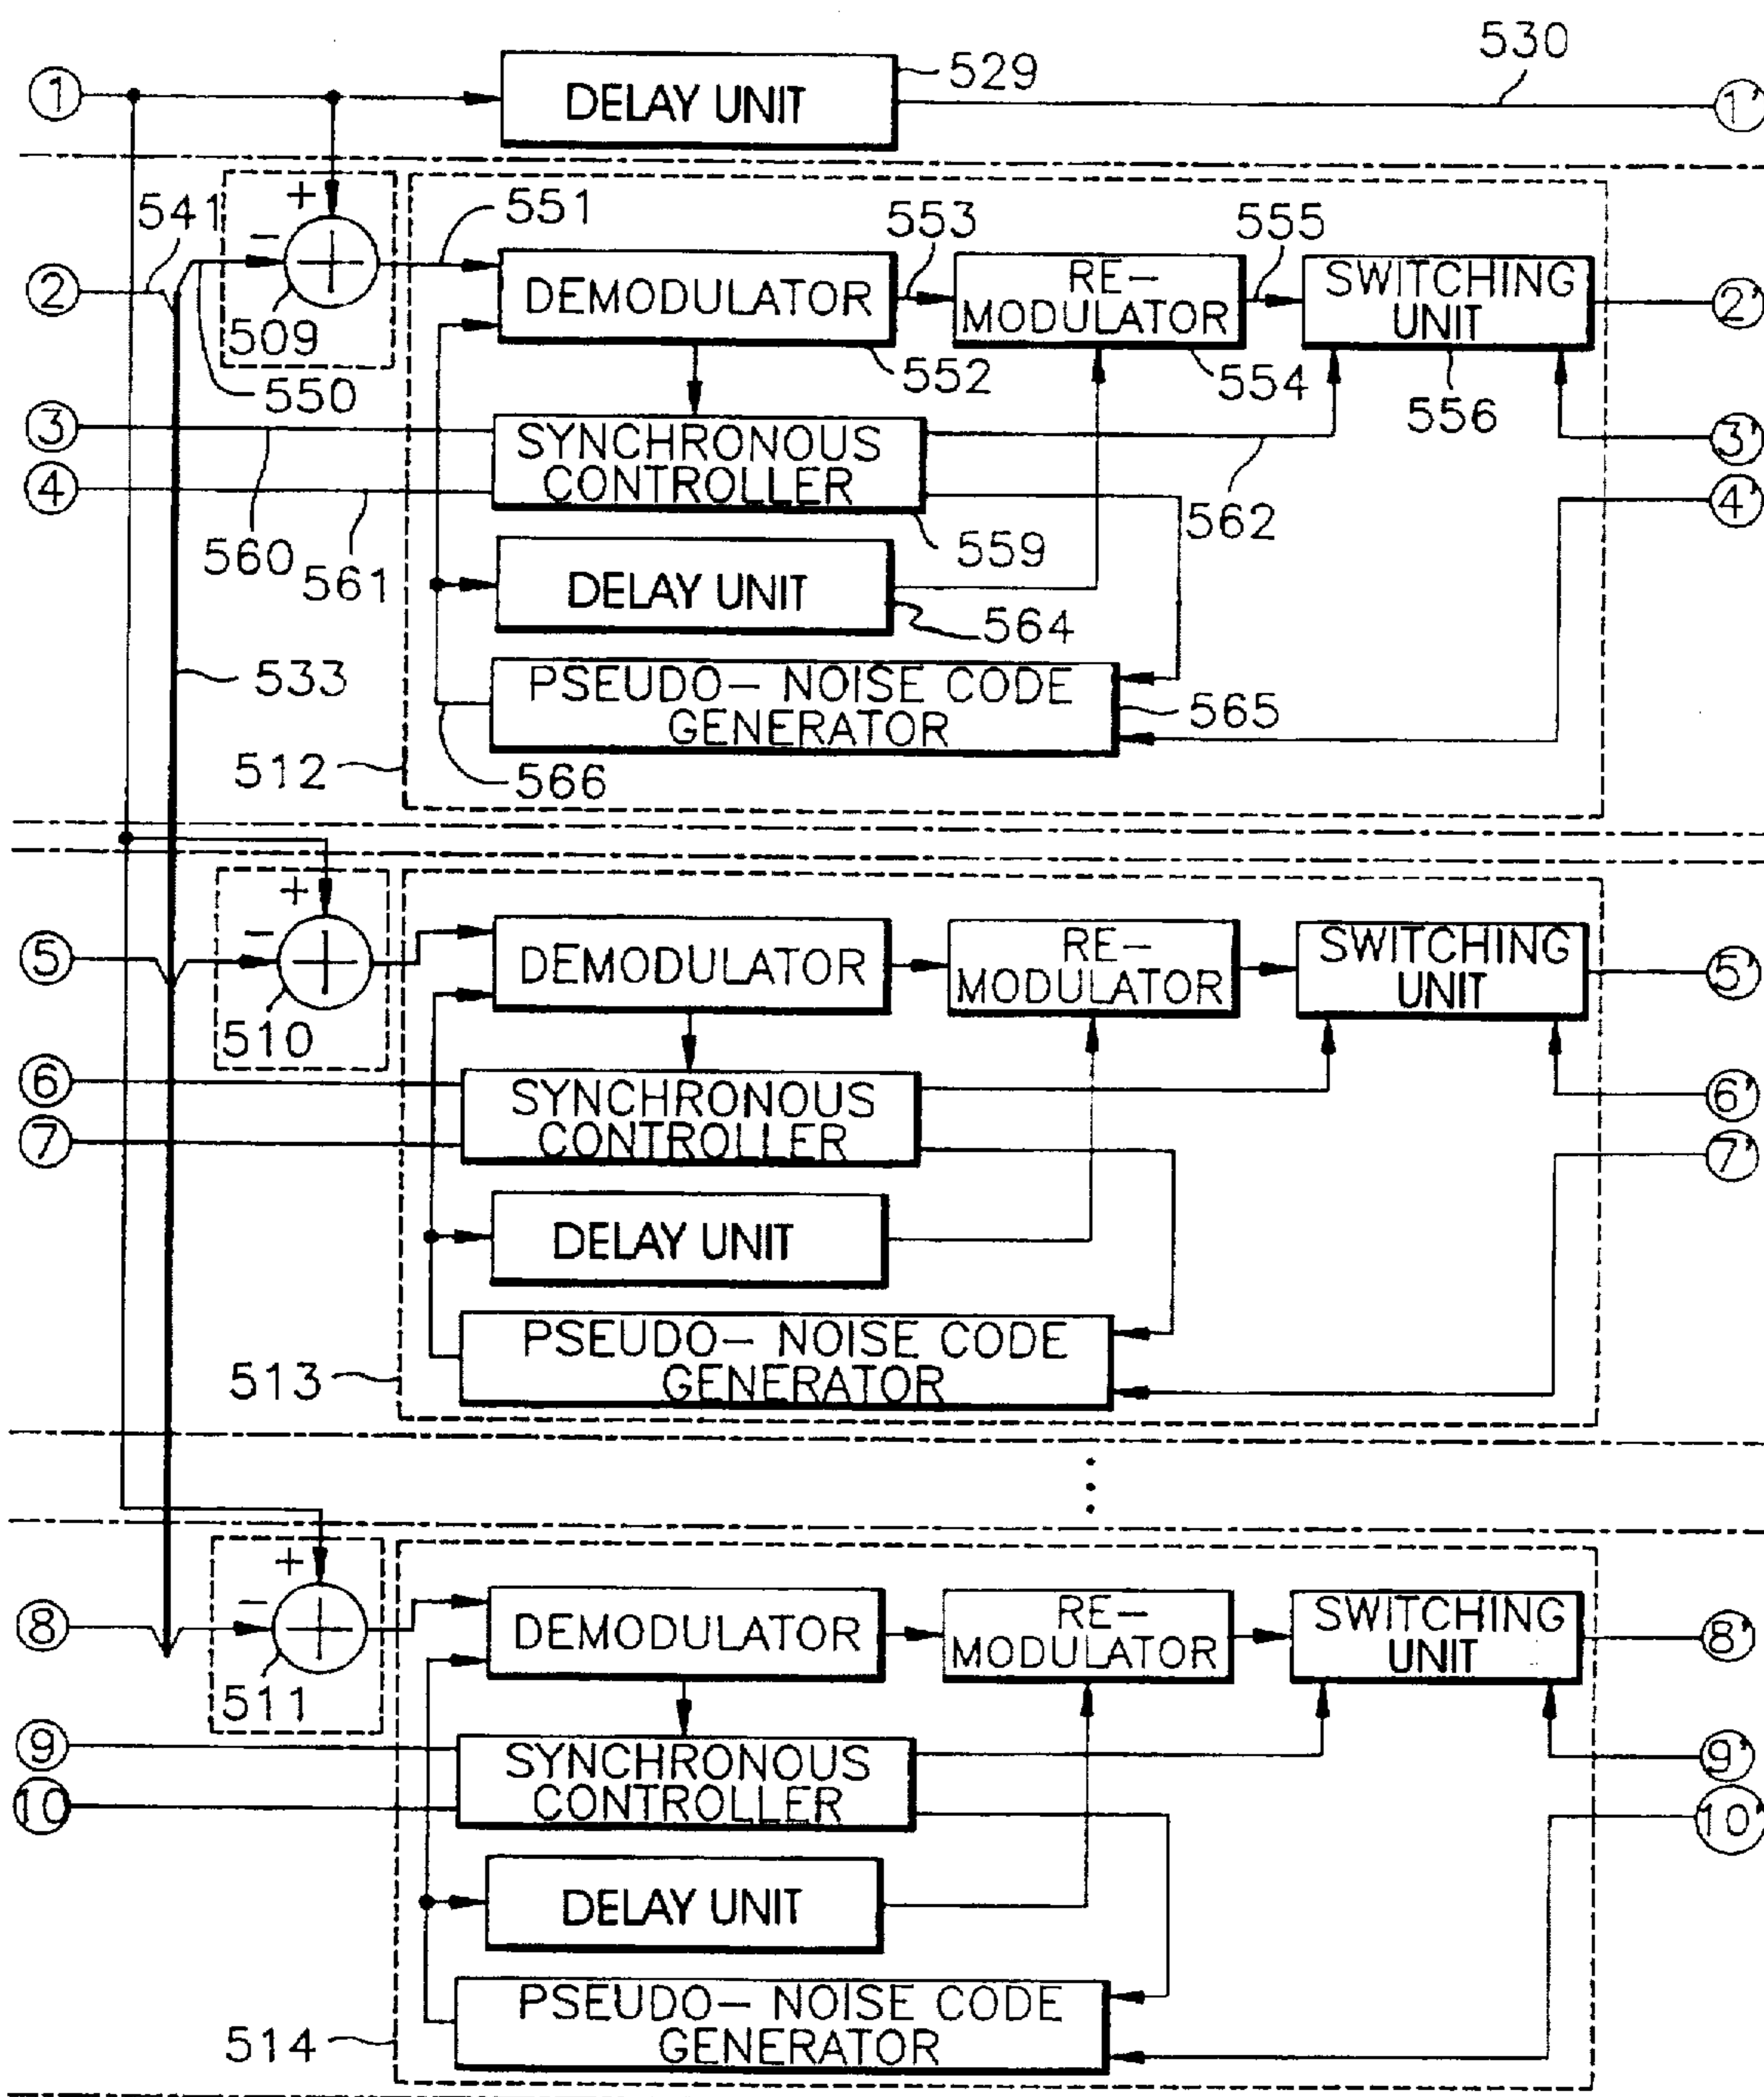 530
① DELAY UNIT 529 1'
541 + 551 553 555
② − 509 DEMODULATOR RE-
MODULATOR SWITCHING
UNIT 2'
550 552 554 556
③ SYNCHRONOUS
CONTROLLER 3'
④ 4'
560 561 559 562
DELAY UNIT 564
533 PSEUDO- NOISE CODE
GENERATOR 565
512 566
+
⑤ − 510 DEMODULATOR RE-
MODULATOR SWITCHING
UNIT 5'
⑥ SYNCHRONOUS
CONTROLLER 6'
⑦ 7'
DELAY UNIT
513 PSEUDO- NOISE CODE
GENERATOR
+
⑧ − 511 DEMODULATOR RE-
MODULATOR SWITCHING
UNIT 8'
⑨ SYNCHRONOUS
CONTROLLER 9'
⑩ 10'
DELAY UNIT
514 PSEUDO- NOISE CODE
GENERATOR